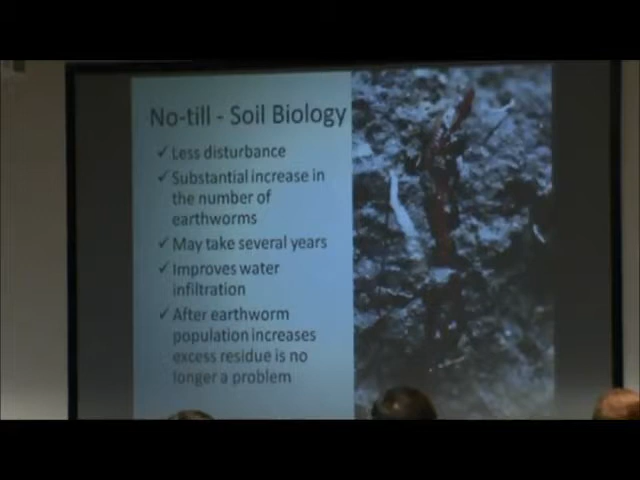 No-till - Soil Biology
✓ Less disturbance
✓ Substantial increase in
the number of
earthworms
✓ May take several years
✓ Improves water
infiltration
✓ After earthworm
population increases
excess residue is no
longer a problem